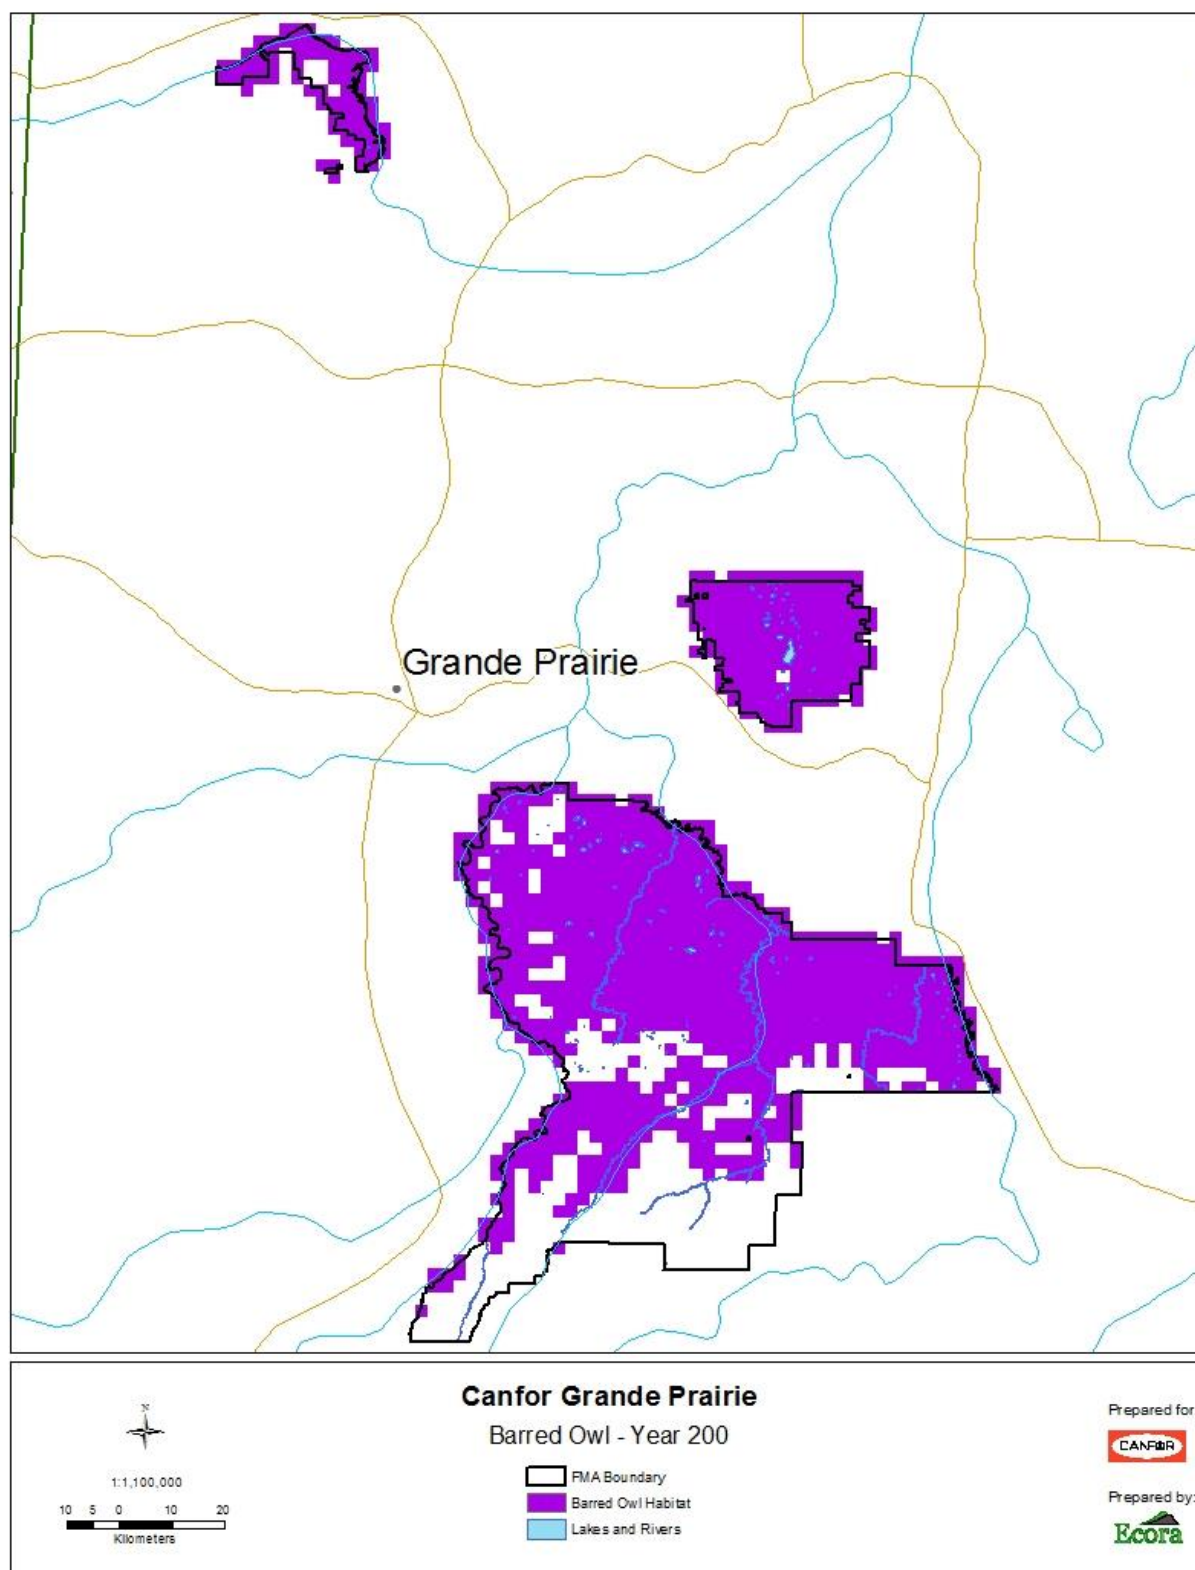 Grande Prairie
Canfor Grande Prairie
Barred Owl - Year 200
N
1:1,100,000
10 5 0 10 20
Kilometers
FMA Boundary
Barred Owl Habitat
Lakes and Rivers
Prepared for
CANFOR
Prepared by:
Ecora